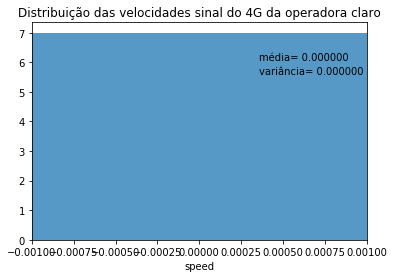 Distribuição das velocidades sinal do 4G da operadora claro
7
6
5
4
3
2
1
0
média= 0.000000
variância= 0.000000
−0.00100 −0.00075 −0.00050 −0.00025 0.00000 0.00025 0.00050 0.00075 0.00100
speed